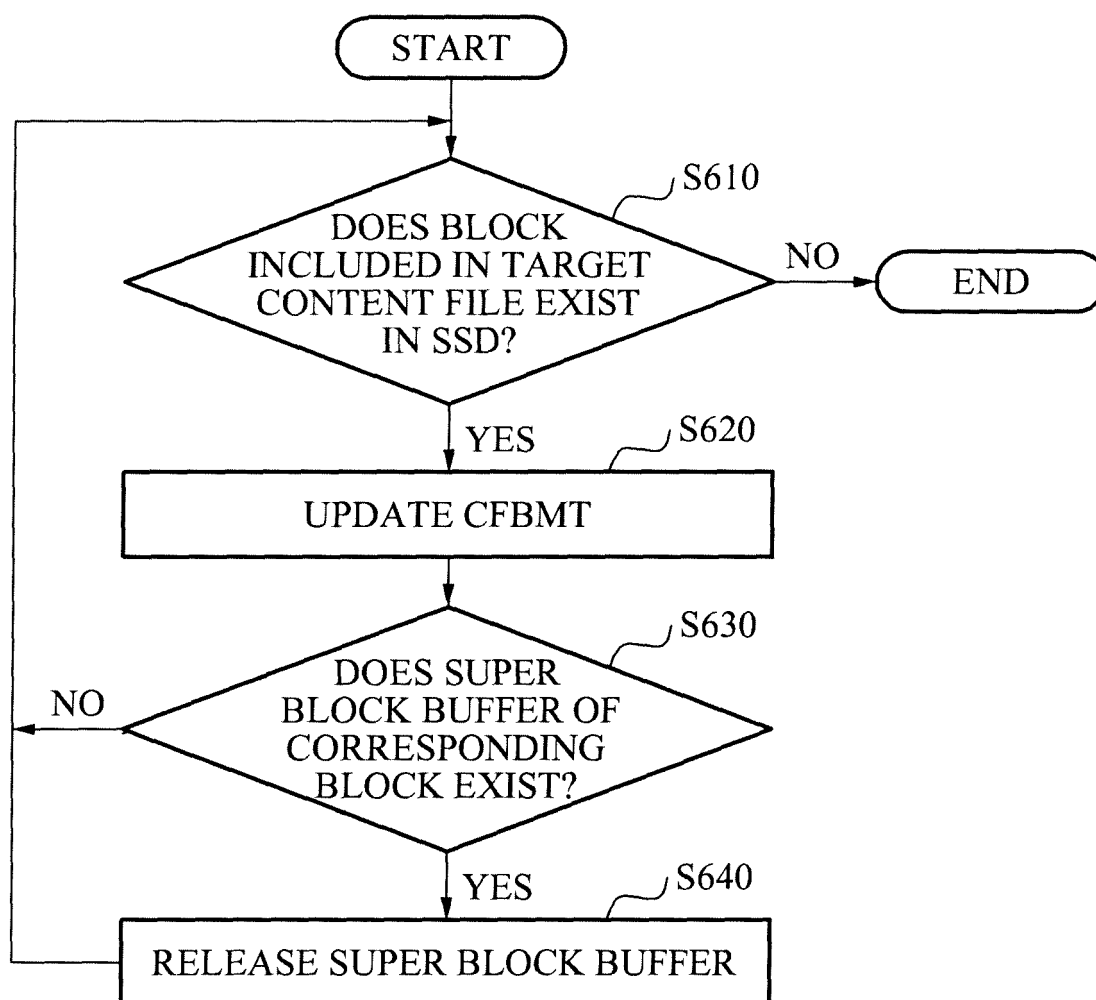 START
S610
DOES BLOCK
INCLUDED IN TARGET
CONTENT FILE EXIST
IN SSD?
NO
END
YES
S620
UPDATE CFBMT
S630
DOES SUPER
BLOCK BUFFER OF
CORRESPONDING
BLOCK EXIST?
NO
YES
S640
RELEASE SUPER BLOCK BUFFER